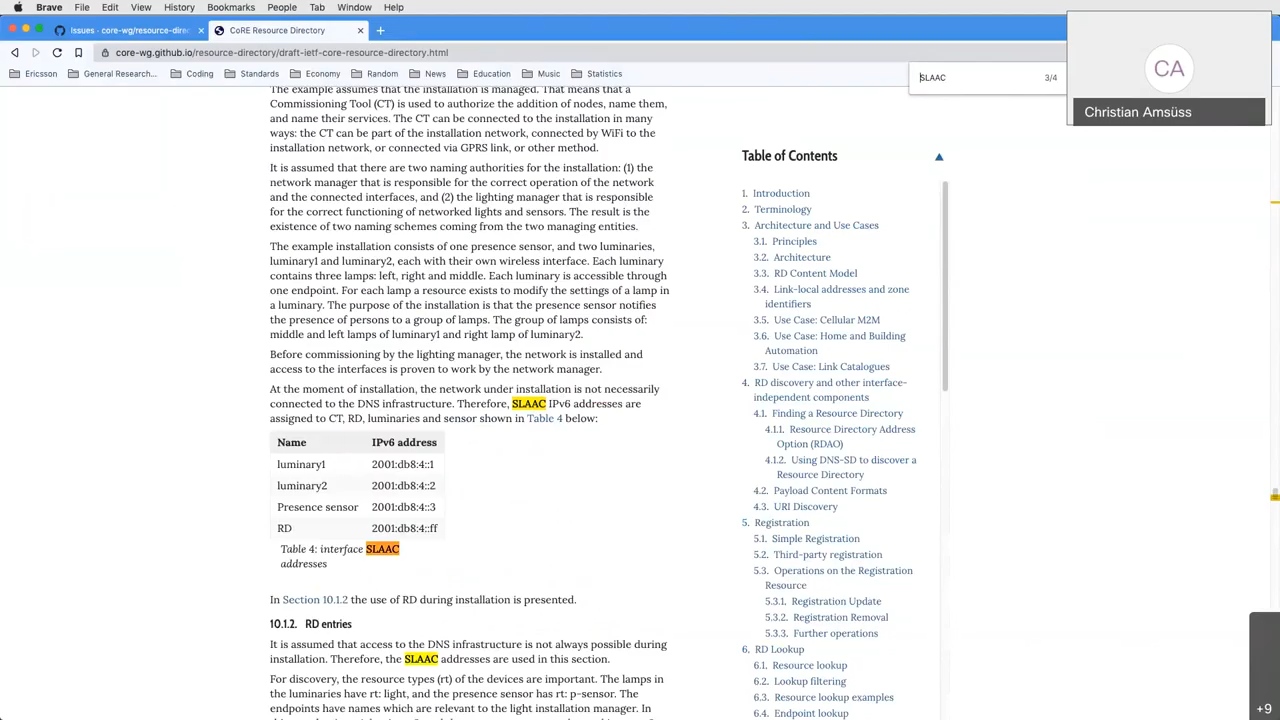 Brave File Edit View History Bookmarks People Tab Window Help
Issues · core-wg/resource-direc × CoRE Resource Directory × +
core-wg.github.io/resource-directory/draft-ietf-core-resource-directory.html
Ericsson General Research... Coding Standards Economy Random News Education Music Statistics
SLAAC 3/4
CA
Christian Amsüss
The example assumes that the installation is managed. That means that a
Commissioning Tool (CT) is used to authorize the addition of nodes, name them,
and name their services. The CT can be connected to the installation in many
ways: the CT can be part of the installation network, connected by WiFi to the
installation network, or connected via GPRS link, or other method.
It is assumed that there are two naming authorities for the installation: (1) the
network manager that is responsible for the correct operation of the network
and the connected interfaces, and (2) the lighting manager that is responsible
for the correct functioning of networked lights and sensors. The result is the
existence of two naming schemes coming from the two managing entities.
The example installation consists of one presence sensor, and two luminaries,
luminary1 and luminary2, each with their own wireless interface. Each luminary
contains three lamps: left, right and middle. Each luminary is accessible through
one endpoint. For each lamp a resource exists to modify the settings of a lamp in
a luminary. The purpose of the installation is that the presence sensor notifies
the presence of persons to a group of lamps. The group of lamps consists of:
middle and left lamps of luminary1 and right lamp of luminary2.
Before commissioning by the lighting manager, the network is installed and
access to the interfaces is proven to work by the network manager.
At the moment of installation, the network under installation is not necessarily
connected to the DNS infrastructure. Therefore, SLAAC IPv6 addresses are
assigned to CT, RD, luminaries and sensor shown in Table 4 below:
Name IPv6 address
luminary1 2001:db8:4::1
luminary2 2001:db8:4::2
Presence sensor 2001:db8:4::3
RD 2001:db8:4::ff
Table 4: interface SLAAC
addresses
In Section 10.1.2 the use of RD during installation is presented.
10.1.2. RD entries
It is assumed that access to the DNS infrastructure is not always possible during
installation. Therefore, the SLAAC addresses are used in this section.
For discovery, the resource types (rt) of the devices are important. The lamps in
the luminaries have rt: light, and the presence sensor has rt: p-sensor. The
endpoints have names which are relevant to the light installation manager. In
Table of Contents
1. Introduction
2. Terminology
3. Architecture and Use Cases
3.1. Principles
3.2. Architecture
3.3. RD Content Model
3.4. Link-local addresses and zone
identifiers
3.5. Use Case: Cellular M2M
3.6. Use Case: Home and Building
Automation
3.7. Use Case: Link Catalogues
4. RD discovery and other interface-
independent components
4.1. Finding a Resource Directory
4.1.1. Resource Directory Address
Option (RDAO)
4.1.2. Using DNS-SD to discover a
Resource Directory
4.2. Payload Content Formats
4.3. URI Discovery
5. Registration
5.1. Simple Registration
5.2. Third-party registration
5.3. Operations on the Registration
Resource
5.3.1. Registration Update
5.3.2. Registration Removal
5.3.3. Further operations
6. RD Lookup
6.1. Resource lookup
6.2. Lookup filtering
6.3. Resource lookup examples
6.4. Endpoint lookup
+9